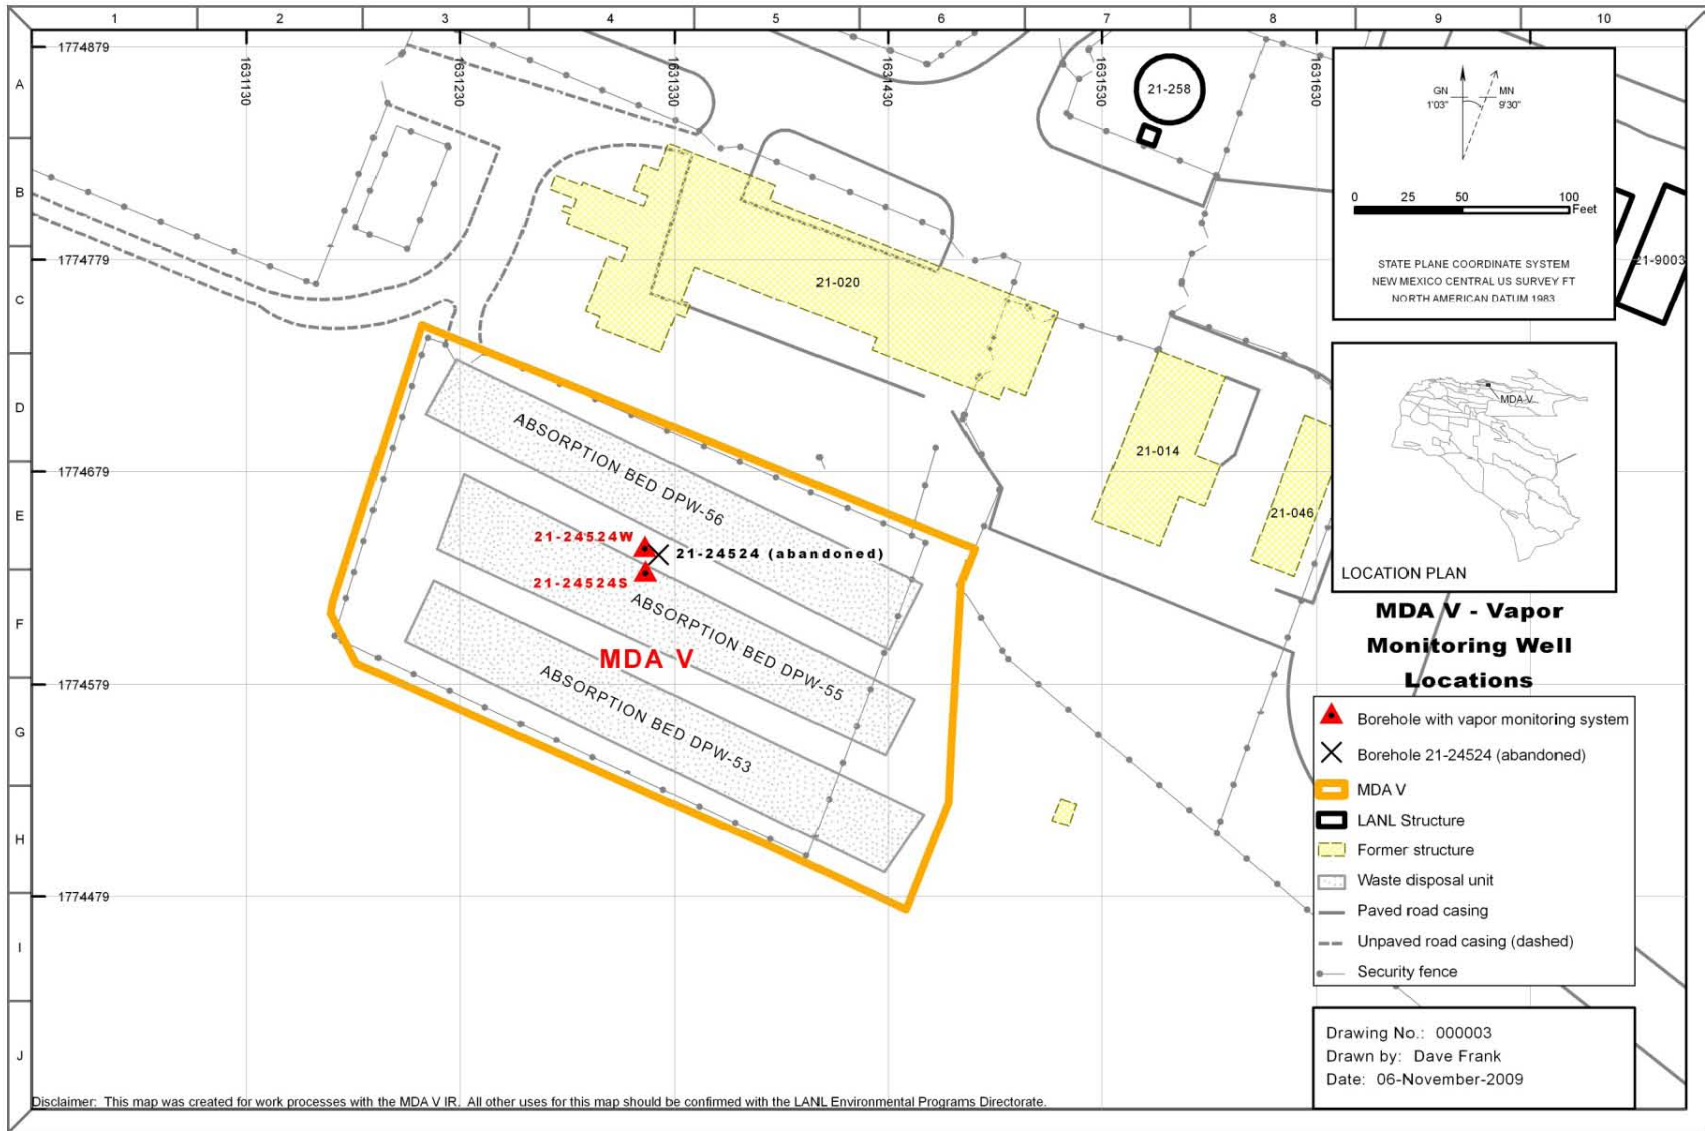 1 2 3 4 5 6 7 8 9 10
A
B
C
D
E
F
G
H
I
J
1774879
1774779
1774679
1774579
1774479
1631130
1631230
1631330
1631430
1631530
1631630
21-258
21-020
21-9003
21-014
21-046
ABSORPTION BED DPW-56
21-24524W
21-24524 (abandoned)
21-24524S
ABSORPTION BED DPW-55
MDA V
ABSORPTION BED DPW-53
GN MN
1'03" 9'30"
0 25 50 100
Feet
STATE PLANE COORDINATE SYSTEM
NEW MEXICO CENTRAL US SURVEY FT
NORTH AMERICAN DATUM 1983
MDA V
LOCATION PLAN
MDA V - Vapor
Monitoring Well
Locations
Borehole with vapor monitoring system
Borehole 21-24524 (abandoned)
MDA V
LANL Structure
Former structure
Waste disposal unit
Paved road casing
Unpaved road casing (dashed)
Security fence
Drawing No.: 000003
Drawn by: Dave Frank
Date: 06-November-2009
Disclaimer: This map was created for work processes with the MDA V IR. All other uses for this map should be confirmed with the LANL Environmental Programs Directorate.